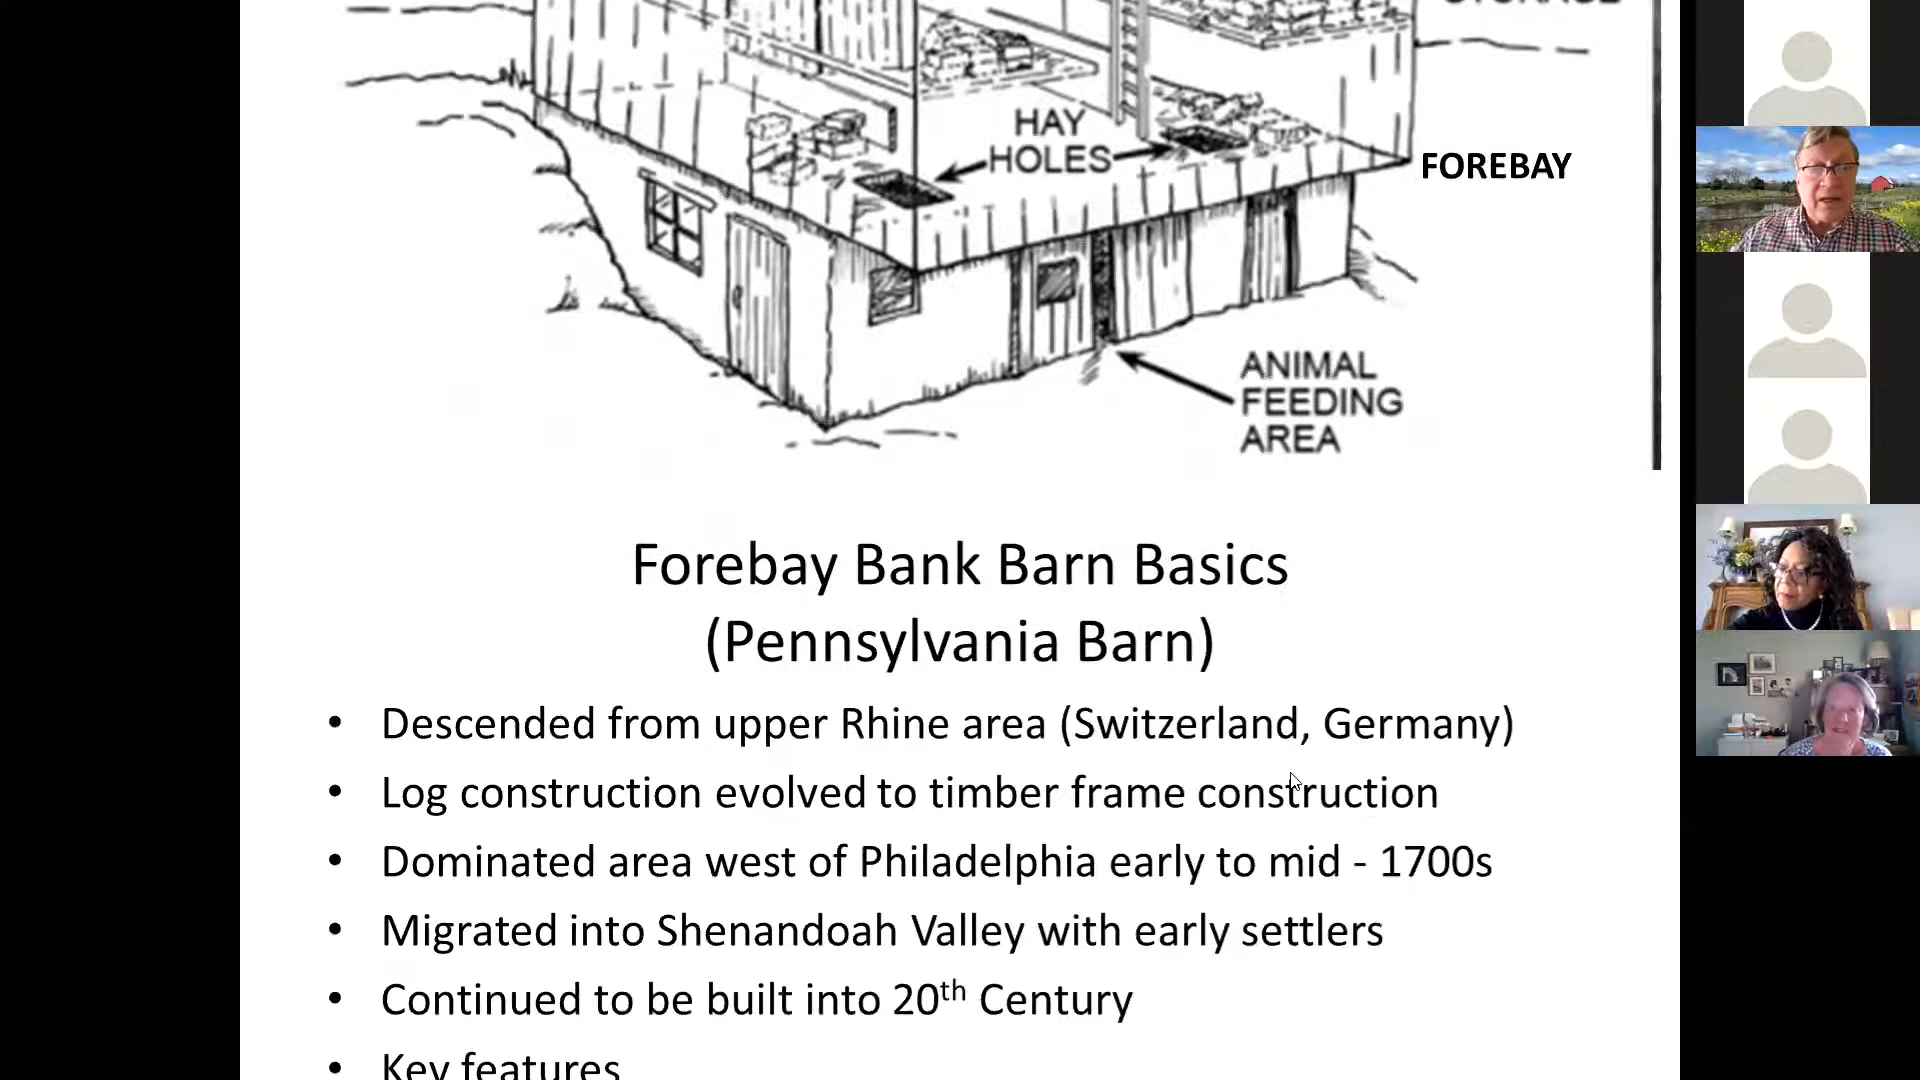 STORAGE
HAY
HOLES
FOREBAY
ANIMAL
FEEDING
AREA
Forebay Bank Barn Basics
(Pennsylvania Barn)
• Descended from upper Rhine area (Switzerland, Germany)
• Log construction evolved to timber frame construction
• Dominated area west of Philadelphia early to mid - 1700s
• Migrated into Shenandoah Valley with early settlers
• Continued to be built into 20th Century
• Key features